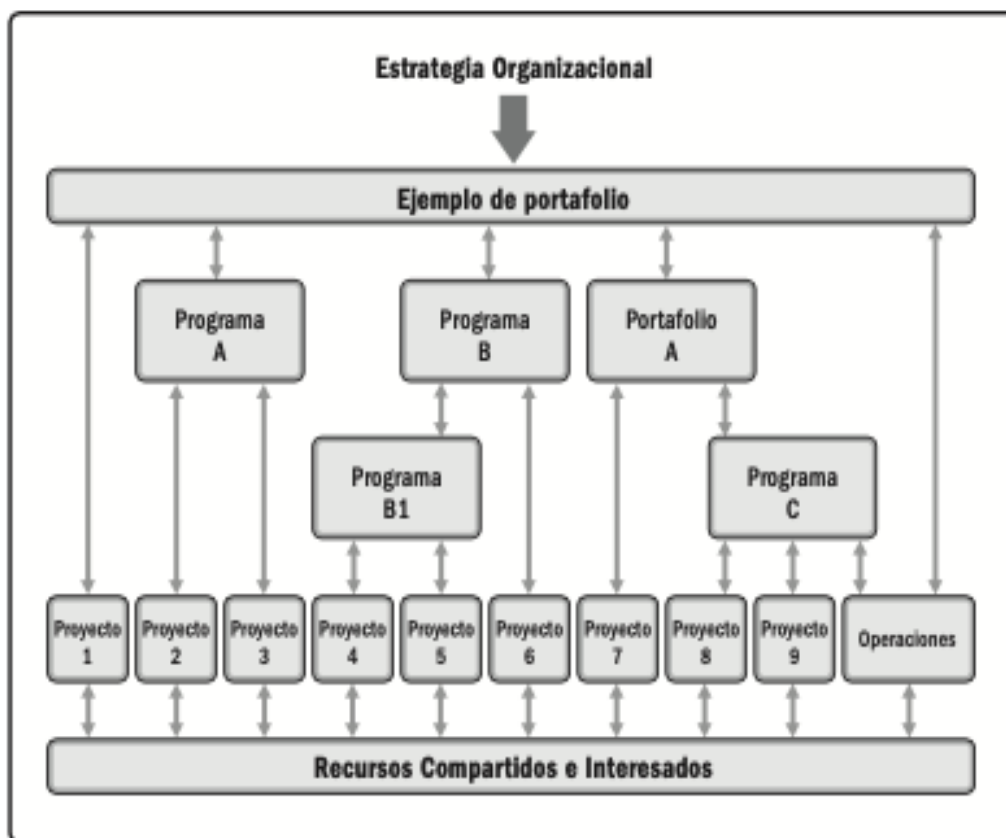 Estrategia Organizacional
Ejemplo de portafolio
Programa
A
Programa
B
Portafolio
A
Programa
B1
Programa
C
Proyecto
1
Proyecto
2
Proyecto
3
Proyecto
4
Proyecto
5
Proyecto
6
Proyecto
7
Proyecto
8
Proyecto
9
Operaciones
Recursos Compartidos e Interesados